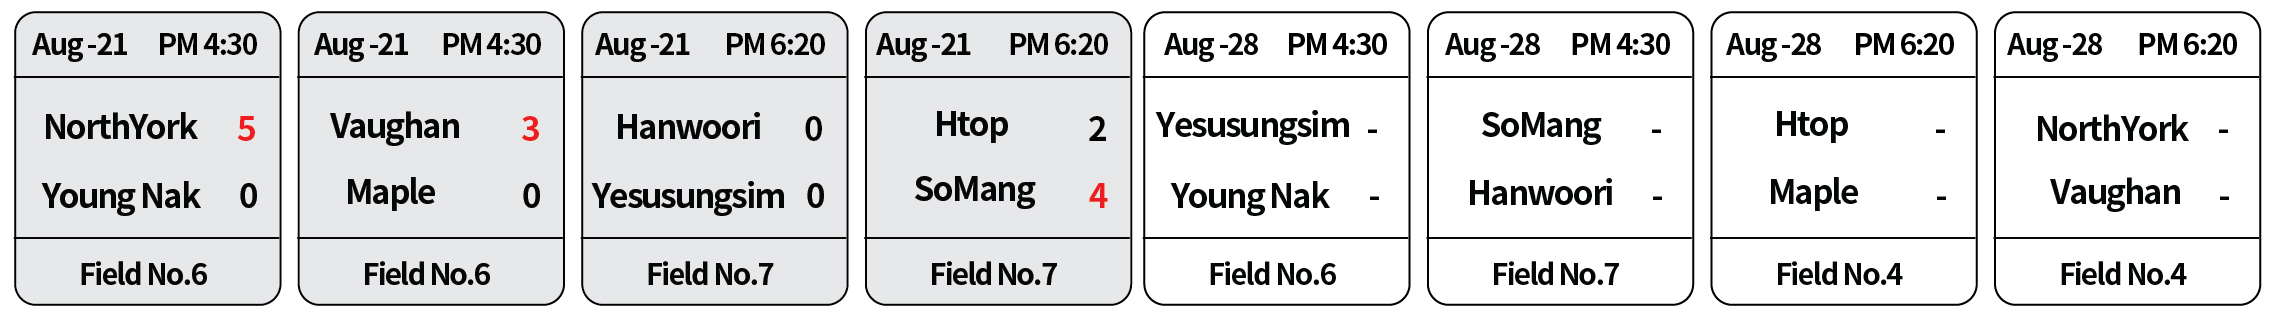 Aug -21 PM 4:30
NorthYork 5
Young Nak 0
Field No.6
Aug -21 PM 4:30
Vaughan 3
Maple 0
Field No.6
Aug -21 PM 6:20
Hanwoori 0
Yesusungsim 0
Field No.7
Aug -21 PM 6:20
Htop 2
SoMang 4
Field No.7
Aug -28 PM 4:30
Yesusungsim -
Young Nak -
Field No.6
Aug -28 PM 4:30
SoMang -
Hanwoori -
Field No.7
Aug -28 PM 6:20
Htop -
Maple -
Field No.4
Aug -28 PM 6:20
NorthYork -
Vaughan -
Field No.4